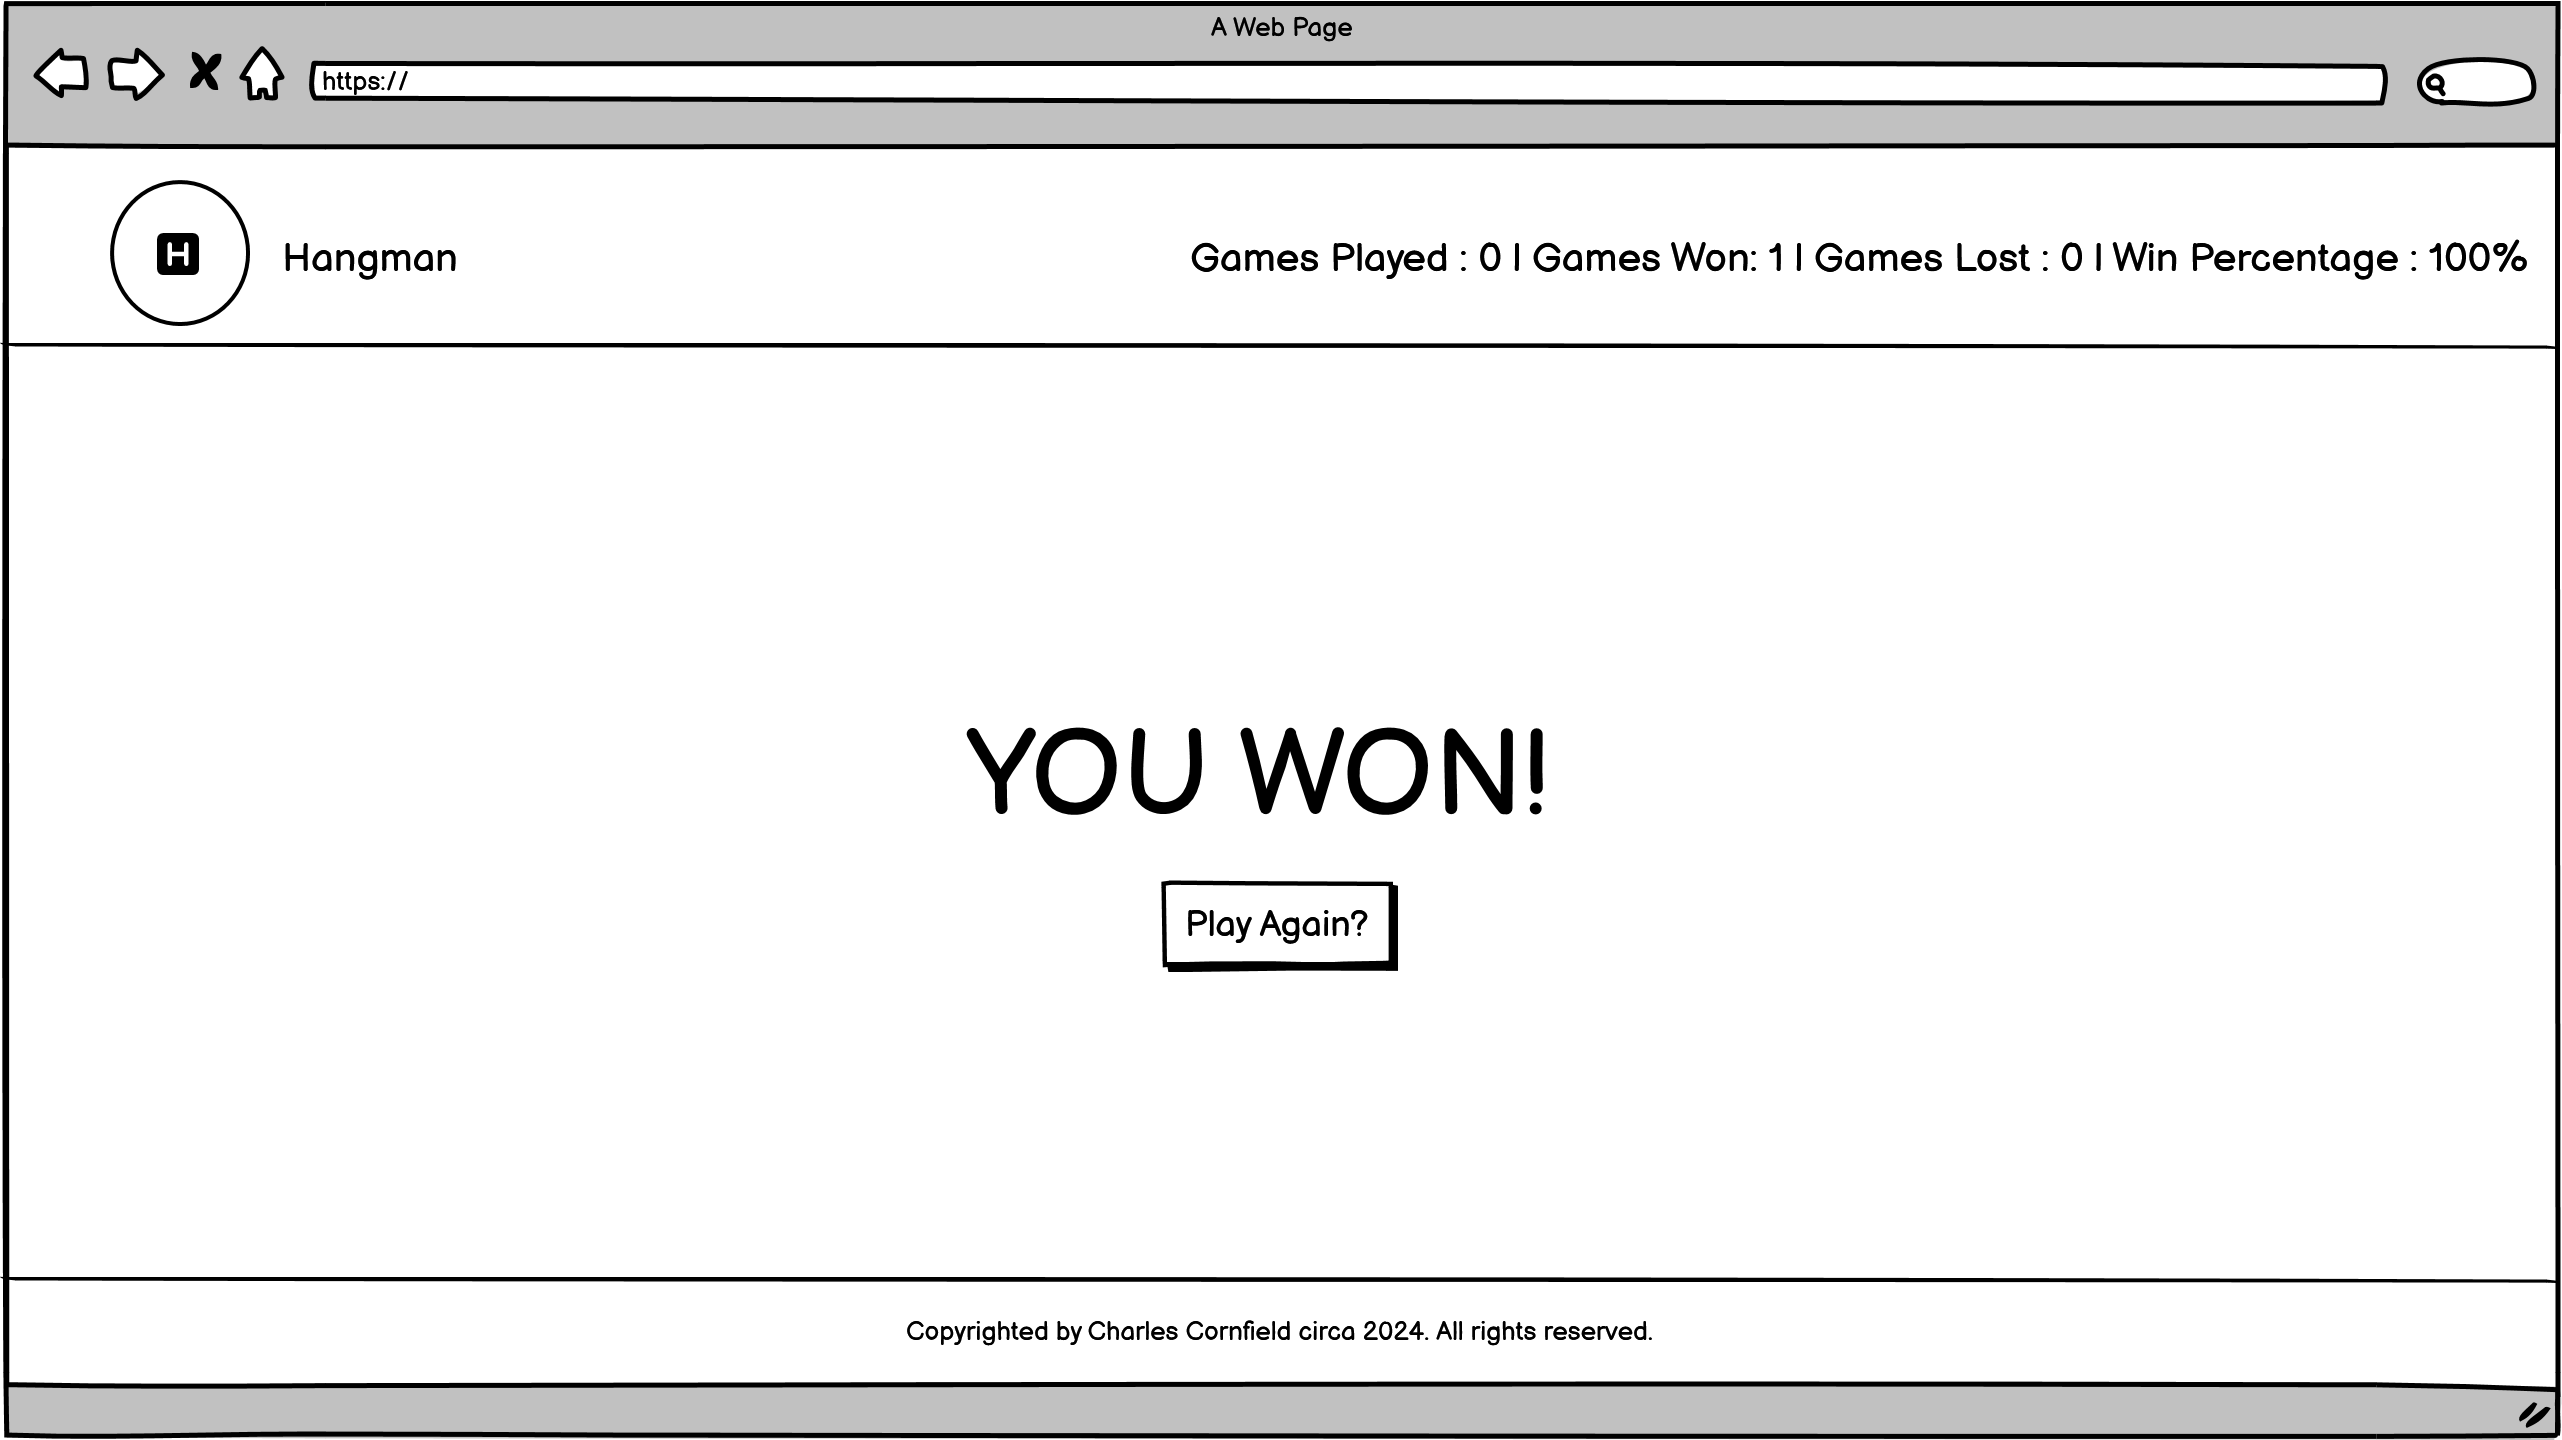 A Web Page
https://
H
Hangman
Games Played : 0 | Games Won: 1 | Games Lost : 0 | Win Percentage : 100%
YOU WON!
Play Again?
Copyrighted by Charles Cornfield circa 2024. All rights reserved.